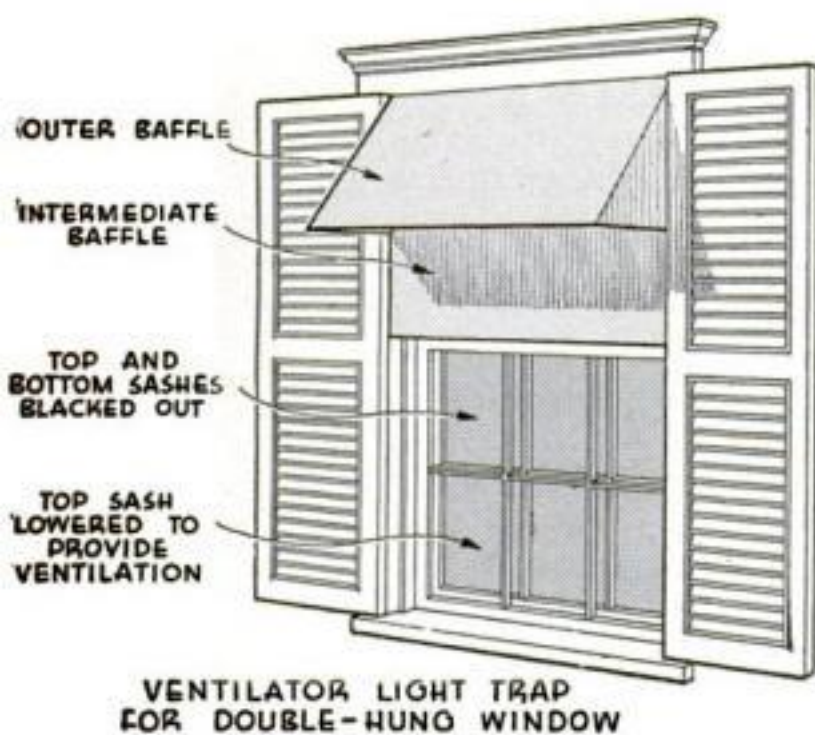 OUTER BAFFLE
INTERMEDIATE
BAFFLE
TOP AND
BOTTOM SASHES
BLACKED OUT
TOP SASH
LOWERED TO
PROVIDE
VENTILATION
VENTILATOR LIGHT TRAP
FOR DOUBLE-HUNG WINDOW